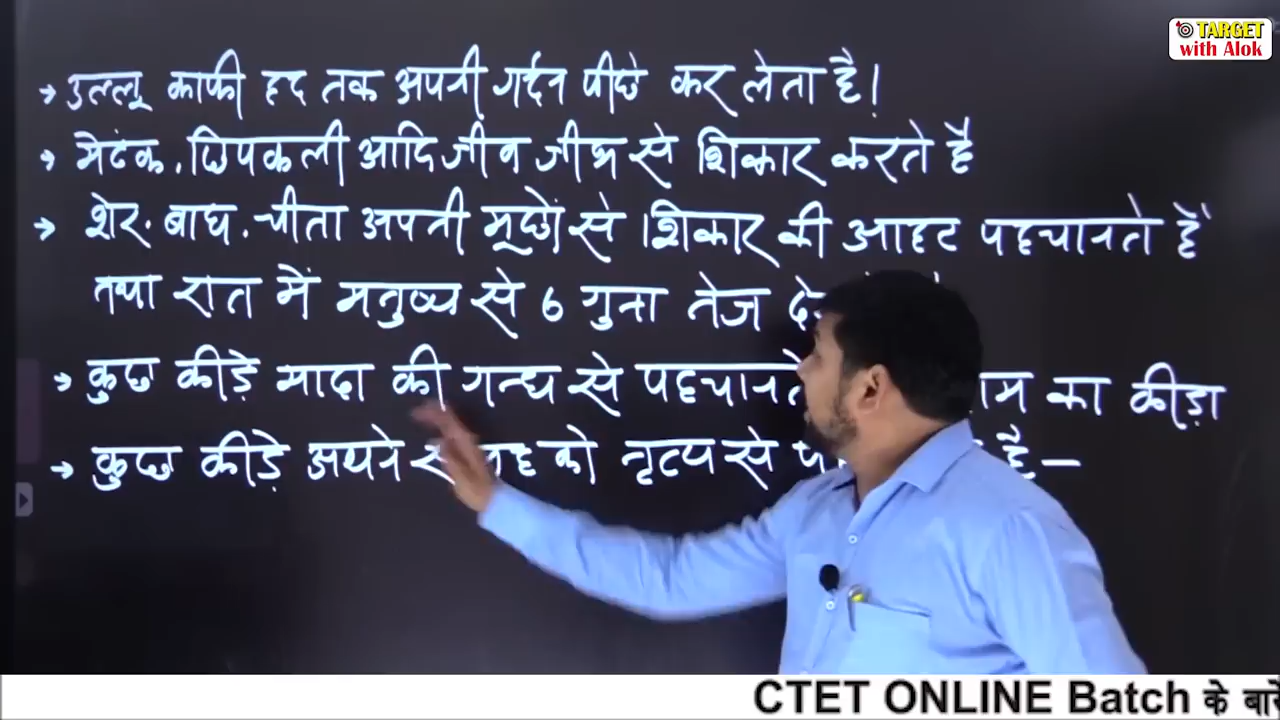 TARGET
with Alok
→ उल्लू काफी हद तक अपनी गर्दन पीछे कर लेता है!
→ मेंढक, छिपकली आदि जीव जीभ से शिकार करते है
→ शेर, बाघ, चीता अपनी मूछों से शिकार की आहट पहचानते हैं
तथा रात में मनुष्य से 6 गुना तेज
→ कुछ कीड़े मादा की गन्ध से पहचानते का कीड़ा
→ कुछ कीड़े अपने को नृत्य से है –
CTET ONLINE Batch के बारे